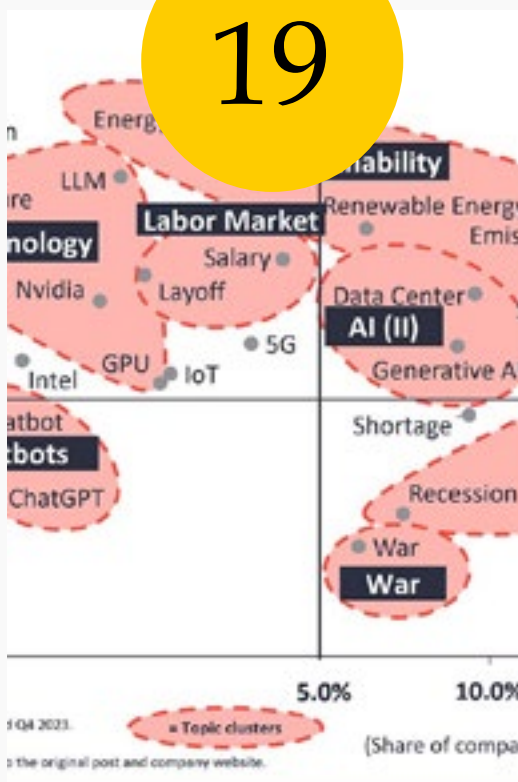 19
n
Energ
nability
LLM
re
Labor Market
Renewable Energy
nology
Emis
Salary
Nvidia
Layoff
Data Center
AI (II)
5G
GPU
IoT
Intel
Generative A
atbot
Shortage
tbots
ChatGPT
Recession
War
War
5.0%
10.0%
d Q4 2023.
= Topic clusters
o the original post and company website.
(Share of compa